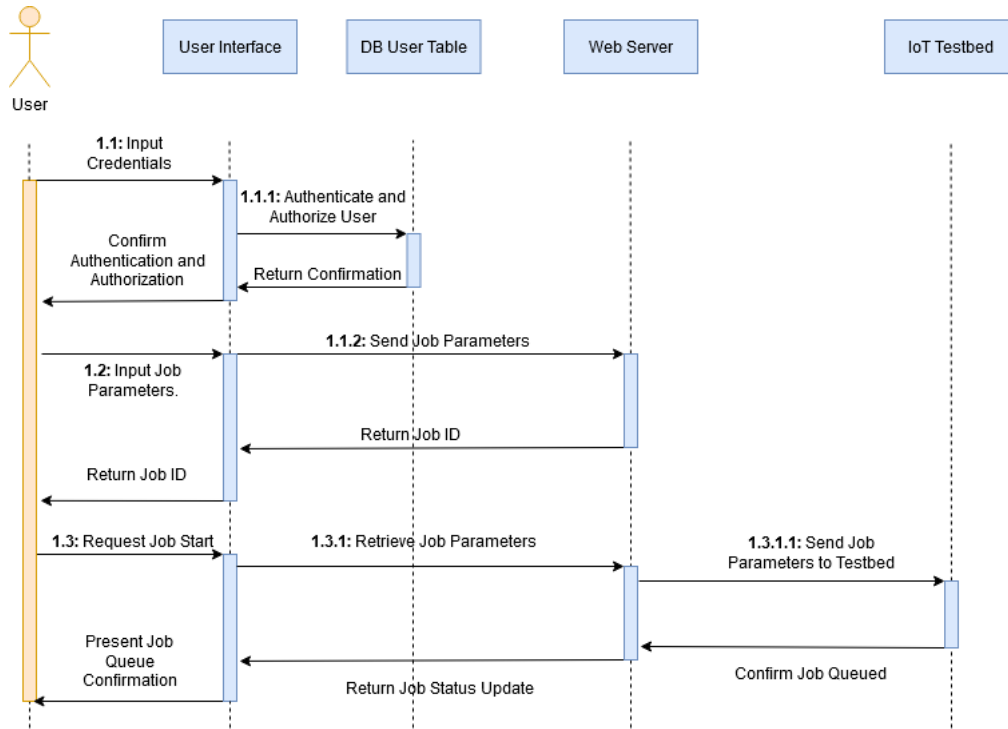 User Interface
DB User Table
Web Server
IoT Testbed
User
1.1: Input
Credentials
1.1.1: Authenticate and
Authorize User
Confirm
Authentication and
Authorization
Return Confirmation
1.2: Input Job
Parameters.
1.1.2: Send Job Parameters
Return Job ID
Return Job ID
1.3: Request Job Start
1.3.1: Retrieve Job Parameters
1.3.1.1: Send Job
Parameters to Testbed
Present Job
Queue
Confirmation
Return Job Status Update
Confirm Job Queued